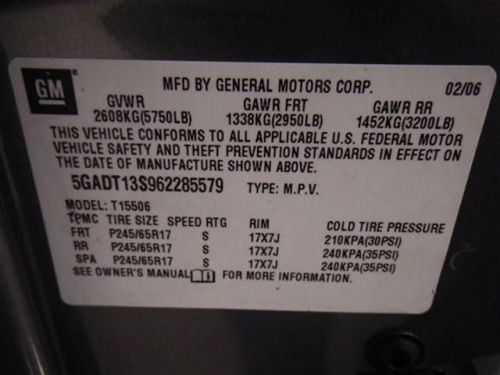 GM
MFD BY GENERAL MOTORS CORP. 02/06
GVWR GAWR FRT GAWR RR
2608KG(5750LB) 1338KG(2950LB) 1452KG(3200LB)
THIS VEHICLE CONFORMS TO ALL APPLICABLE U.S. FEDERAL MOTOR
VEHICLE SAFETY AND THEFT PREVENTION STANDARDS IN EFFECT ON
THE DATE OF MANUFACTURE SHOWN ABOVE.
5GADT13S962285579 TYPE: M.P.V.
MODEL: T15506
TPMC TIRE SIZE SPEED RTG RIM COLD TIRE PRESSURE
FRT P245/65R17 S 17X7J 210KPA(30PSI)
RR P245/65R17 S 17X7J 240KPA(35PSI)
SPA P245/65R17 S 17X7J 240KPA(35PSI)
SEE OWNER'S MANUAL FOR MORE INFORMATION.